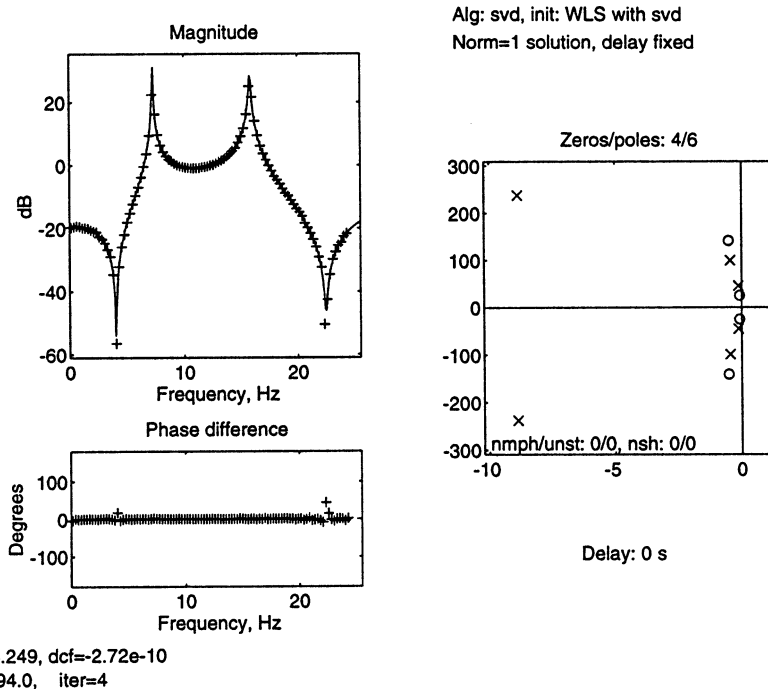 Alg: svd, init: WLS with svd
Norm=1 solution, delay fixed
Magnitude
dB
20
0
-20
-40
-60
0
10
20
Frequency, Hz
Phase difference
Degrees
100
0
-100
0
10
20
Frequency, Hz
.249, dcf=-2.72e-10
94.0, iter=4
Zeros/poles: 4/6
300
200
100
0
-100
-200
-300
nmph/unst: 0/0, nsh: 0/0
-10
-5
0
Delay: 0 s